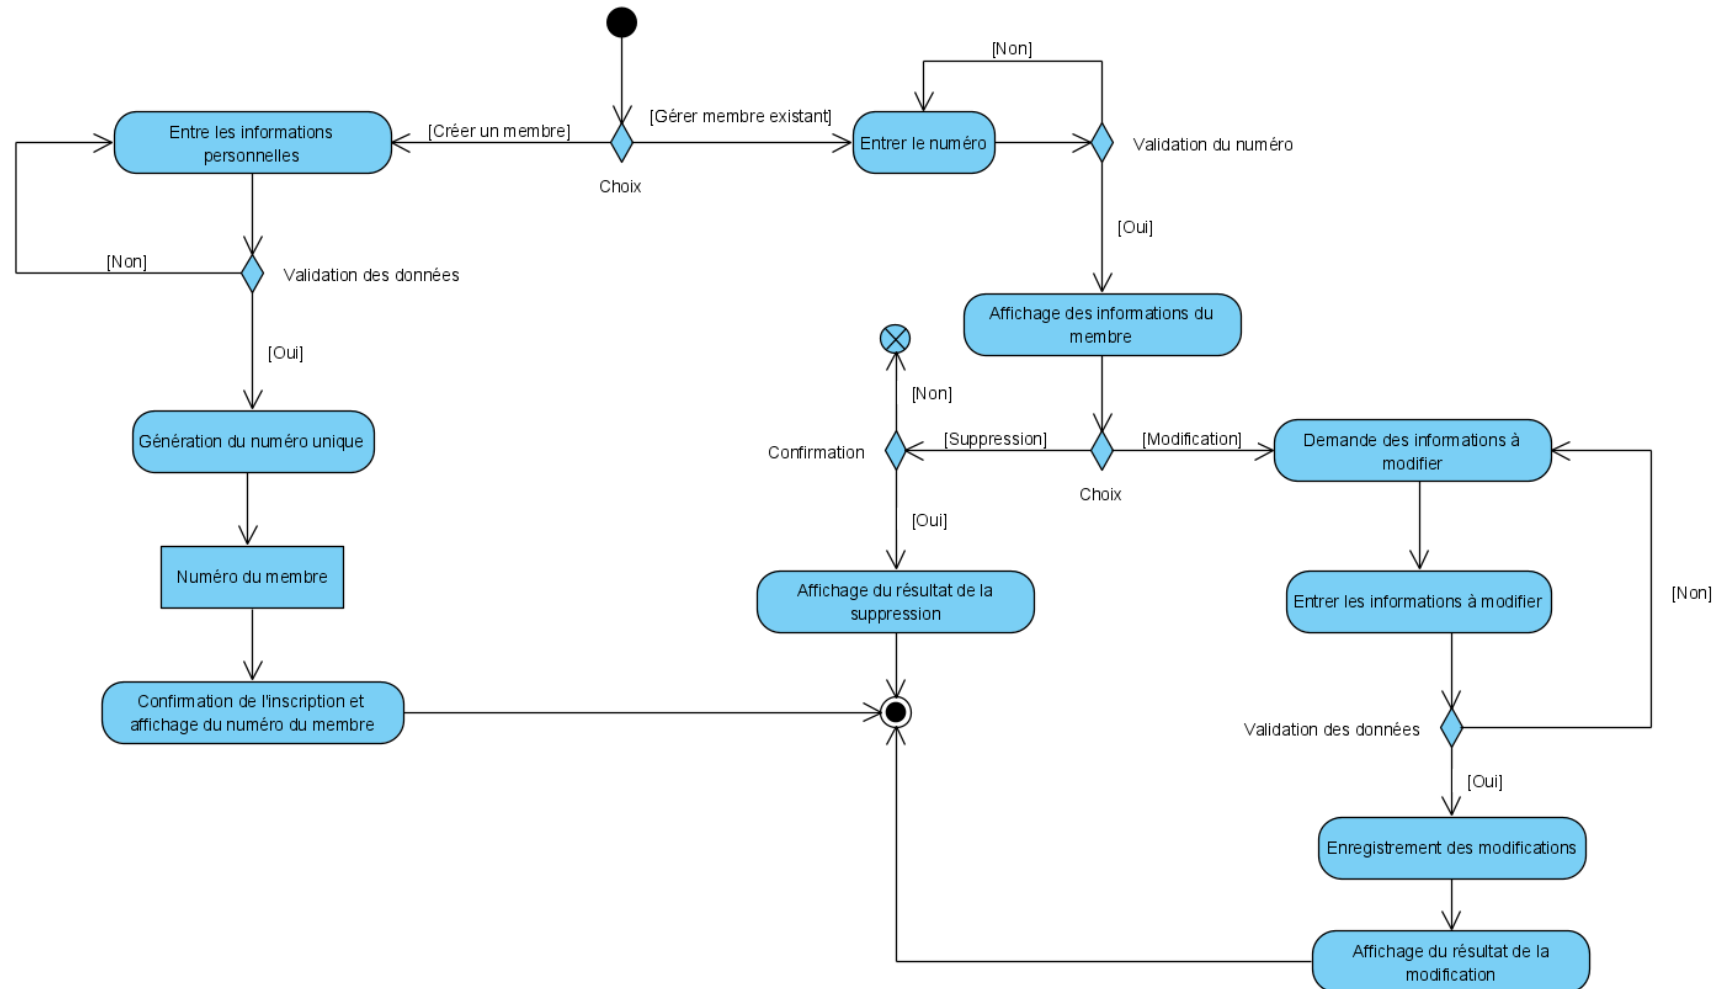 [Non]
[Gérer membre existant]
[Créer un membre]
Entre les informations
personnelles
Entrer le numéro
Validation du numéro
Choix
[Oui]
[Non]
Validation des données
Affichage des informations du
membre
[Oui]
[Non]
Génération du numéro unique
Confirmation
[Suppression]
[Modification]
Demande des informations à
modifier
Choix
[Oui]
Numéro du membre
Affichage du résultat de la
suppression
Entrer les informations à modifier
[Non]
Confirmation de l'inscription et
affichage du numéro du membre
Validation des données
[Oui]
Enregistrement des modifications
Affichage du résultat de la
modification